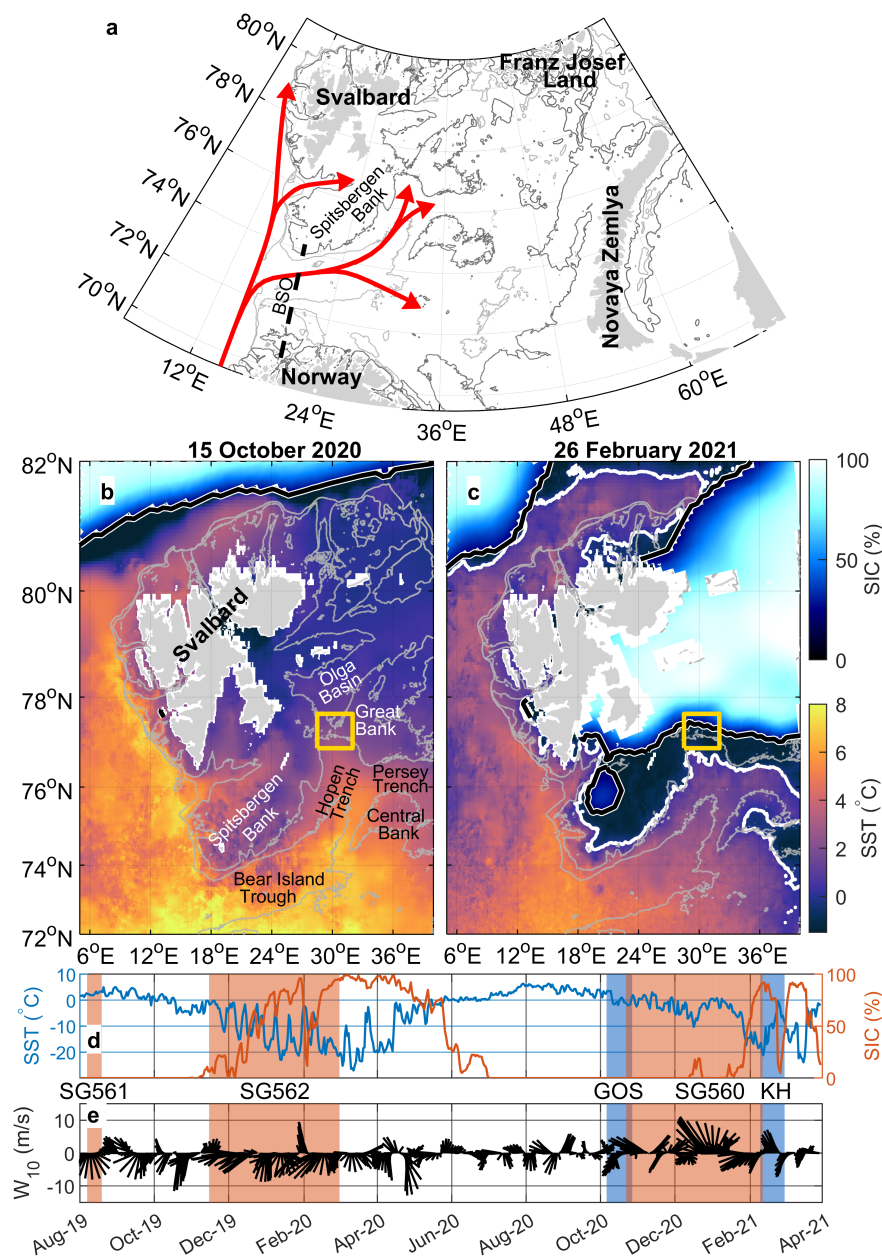 a
80°N
78°N
76°N
74°N
72°N
70°N
12°E
24°E
36°E
48°E
60°E
Svalbard
Franz Josef
Land
Novaya Zemlya
Spitsbergen
Bank
BSO
Norway
15 October 2020
26 February 2021
b
c
82°N
80°N
78°N
76°N
74°N
72°N
Svalbard
Olga
Basin
Great
Bank
Hopen
Trench
Persey
Trench
Central
Bank
Spitsbergen
Bank
Bear Island
Trough
6°E
12°E
18°E
24°E
30°E
36°E
6°E
12°E
18°E
24°E
30°E
36°E
100
50
0
SIC (%)
8
6
4
2
0
SST (°C)
d
10
0
-10
-20
SST (°C)
100
50
0
SIC (%)
SG561
SG562
GOS
SG560
KH
e
10
0
-10
W10 (m/s)
Aug-19
Oct-19
Dec-19
Feb-20
Apr-20
Jun-20
Aug-20
Oct-20
Dec-20
Feb-21
Apr-21